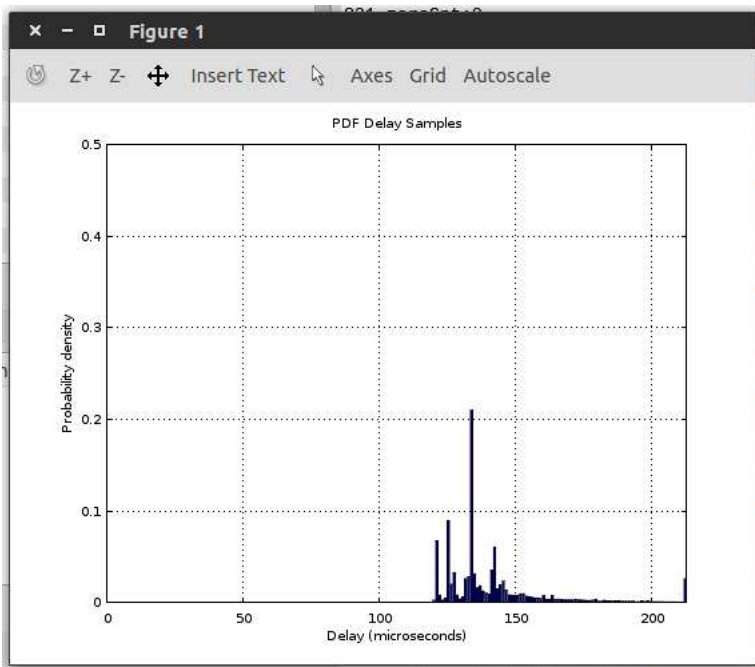 Figure 1
Z+ Z- Insert Text Axes Grid Autoscale
PDF Delay Samples
Probability density
0.5
0.4
0.3
0.2
0.1
0
0 50 100 150 200
Delay (microseconds)